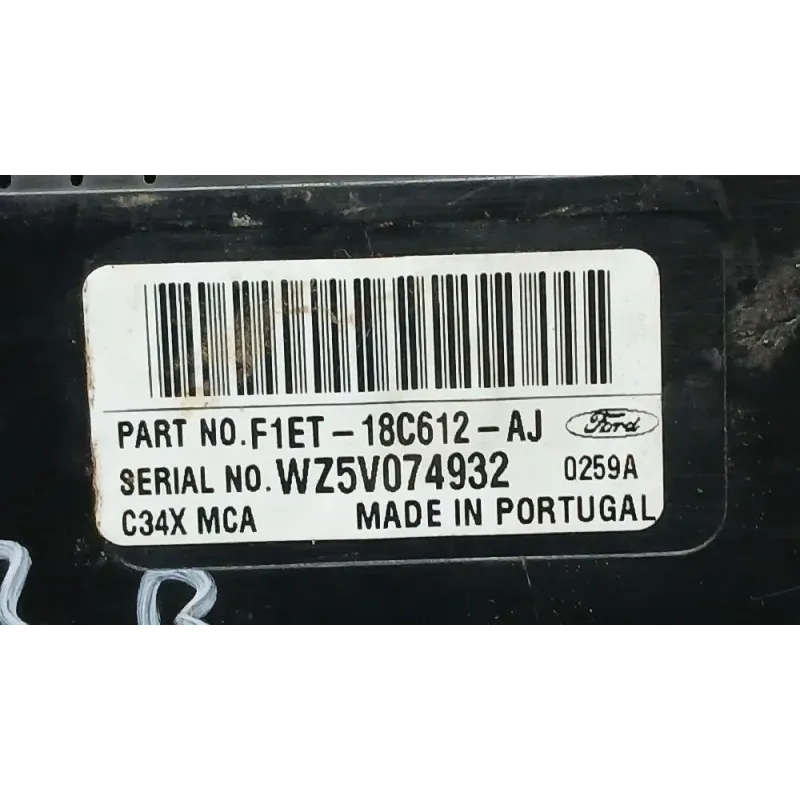 PART NO. F1ET-18C612-AJ Ford
SERIAL NO. WZ5V074932 0259A
C34X MCA MADE IN PORTUGAL
B